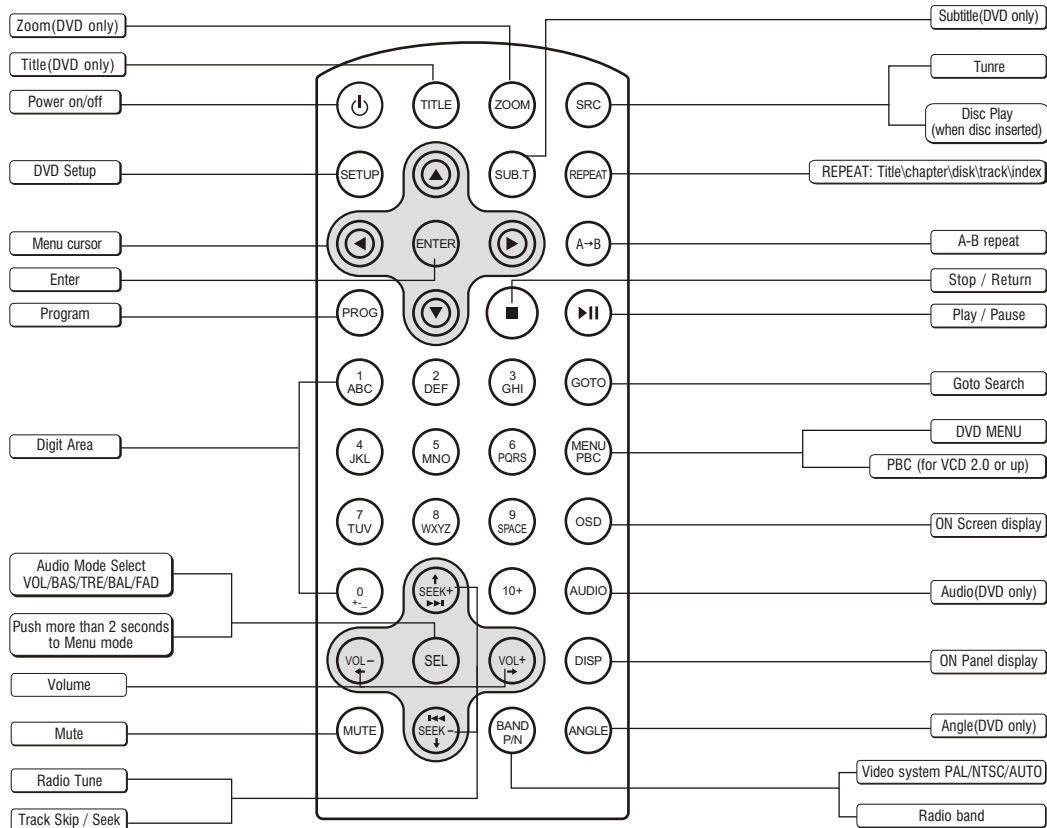 Zoom(DVD only)
Title(DVD only)
Power on/off
DVD Setup
Menu cursor
Enter
Program
Digit Area
Audio Mode Select
VOL/BAS/TRE/BAL/FAD
Push more than 2 seconds
to Menu mode
Volume
Mute
Radio Tune
Track Skip / Seek
TITLE
ZOOM
SRC
SETUP
SUB.T
REPEAT
ENTER
A→B
PROG
1
ABC
2
DEF
3
GHI
GOTO
4
JKL
5
MNO
6
PQRS
MENU
PBC
7
TUV
8
WXYZ
9
SPACE
OSD
0
+-_
SEEK+
10+
AUDIO
VOL-
SEL
VOL+
DISP
MUTE
SEEK-
BAND
P/N
ANGLE
Subtitle(DVD only)
Tunre
Disc Play
(when disc inserted)
REPEAT: Title\chapter\disk\track\index
A-B repeat
Stop / Return
Play / Pause
Goto Search
DVD MENU
PBC (for VCD 2.0 or up)
ON Screen display
Audio(DVD only)
ON Panel display
Angle(DVD only)
Video system PAL/NTSC/AUTO
Radio band